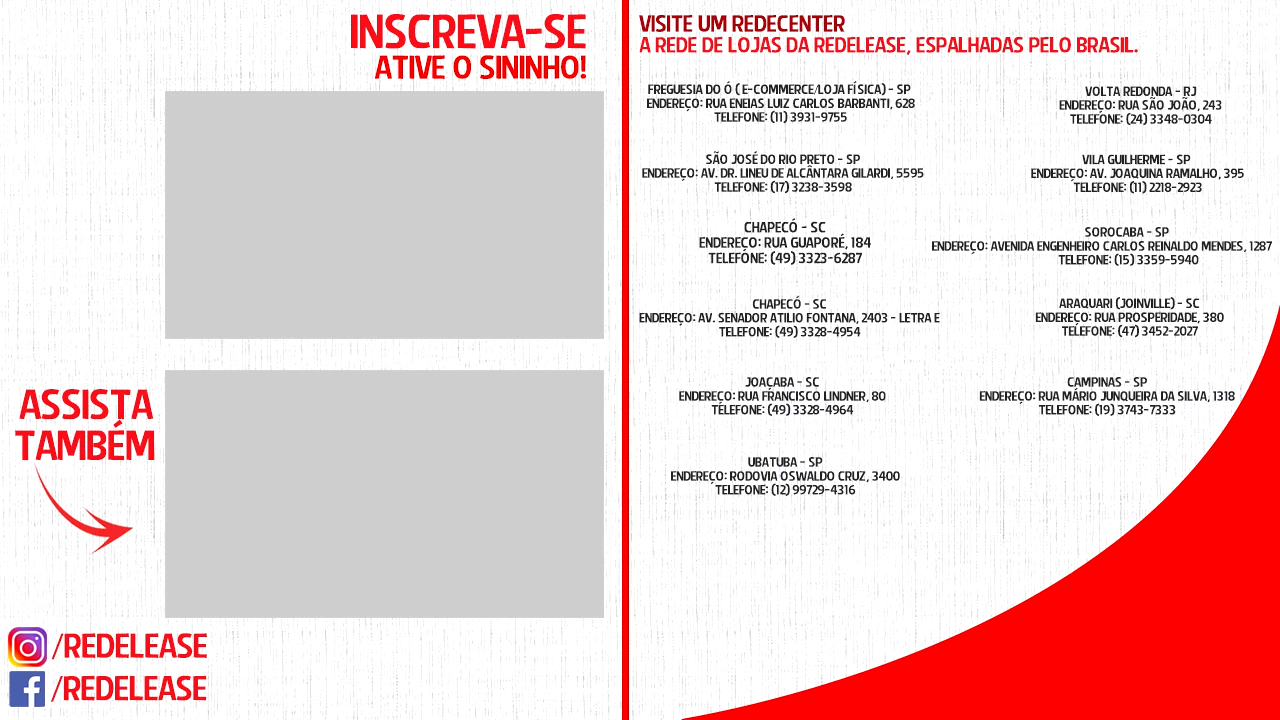 INSCREVA-SE
ATIVE O SININHO!
ASSISTA
TAMBÉM
/REDELEASE
/REDELEASE
VISITE UM REDECENTER
A REDE DE LOJAS DA REDELEASE, ESPALHADAS PELO BRASIL.
FREGUESIA DO Ó ( E-COMMERCE/LOJA FÍSICA) - SP
ENDEREÇO: RUA ENEIAS LUIZ CARLOS BARBANTI, 628
TELEFONE: (11) 3931-9755
SÃO JOSÉ DO RIO PRETO - SP
ENDEREÇO: AV. DR. LINEU DE ALCÂNTARA GILARDI, 5595
TELEFONE: (17) 3238-3598
CHAPECÓ - SC
ENDEREÇO: RUA GUAPORÉ, 184
TELEFONE: (49) 3323-6287
CHAPECÓ - SC
ENDEREÇO: AV. SENADOR ATILIO FONTANA, 2403 - LETRA E
TELEFONE: (49) 3328-4954
JOAÇABA - SC
ENDEREÇO: RUA FRANCISCO LINDNER, 80
TELEFONE: (49) 3328-4964
UBATUBA - SP
ENDEREÇO: RODOVIA OSWALDO CRUZ, 3400
TELEFONE: (12) 99729-4316
VOLTA REDONDA - RJ
ENDEREÇO: RUA SÃO JOÃO, 243
TELEFONE: (24) 3348-0304
VILA GUILHERME - SP
ENDEREÇO: AV. JOAQUINA RAMALHO, 395
TELEFONE: (11) 2218-2923
SOROCABA - SP
ENDEREÇO: AVENIDA ENGENHEIRO CARLOS REINALDO MENDES, 1287
TELEFONE: (15) 3359-5940
ARAQUARI (JOINVILLE) - SC
ENDEREÇO: RUA PROSPERIDADE, 380
TELEFONE: (47) 3452-2027
CAMPINAS - SP
ENDEREÇO: RUA MÁRIO JUNQUEIRA DA SILVA, 1318
TELEFONE: (19) 3743-7333